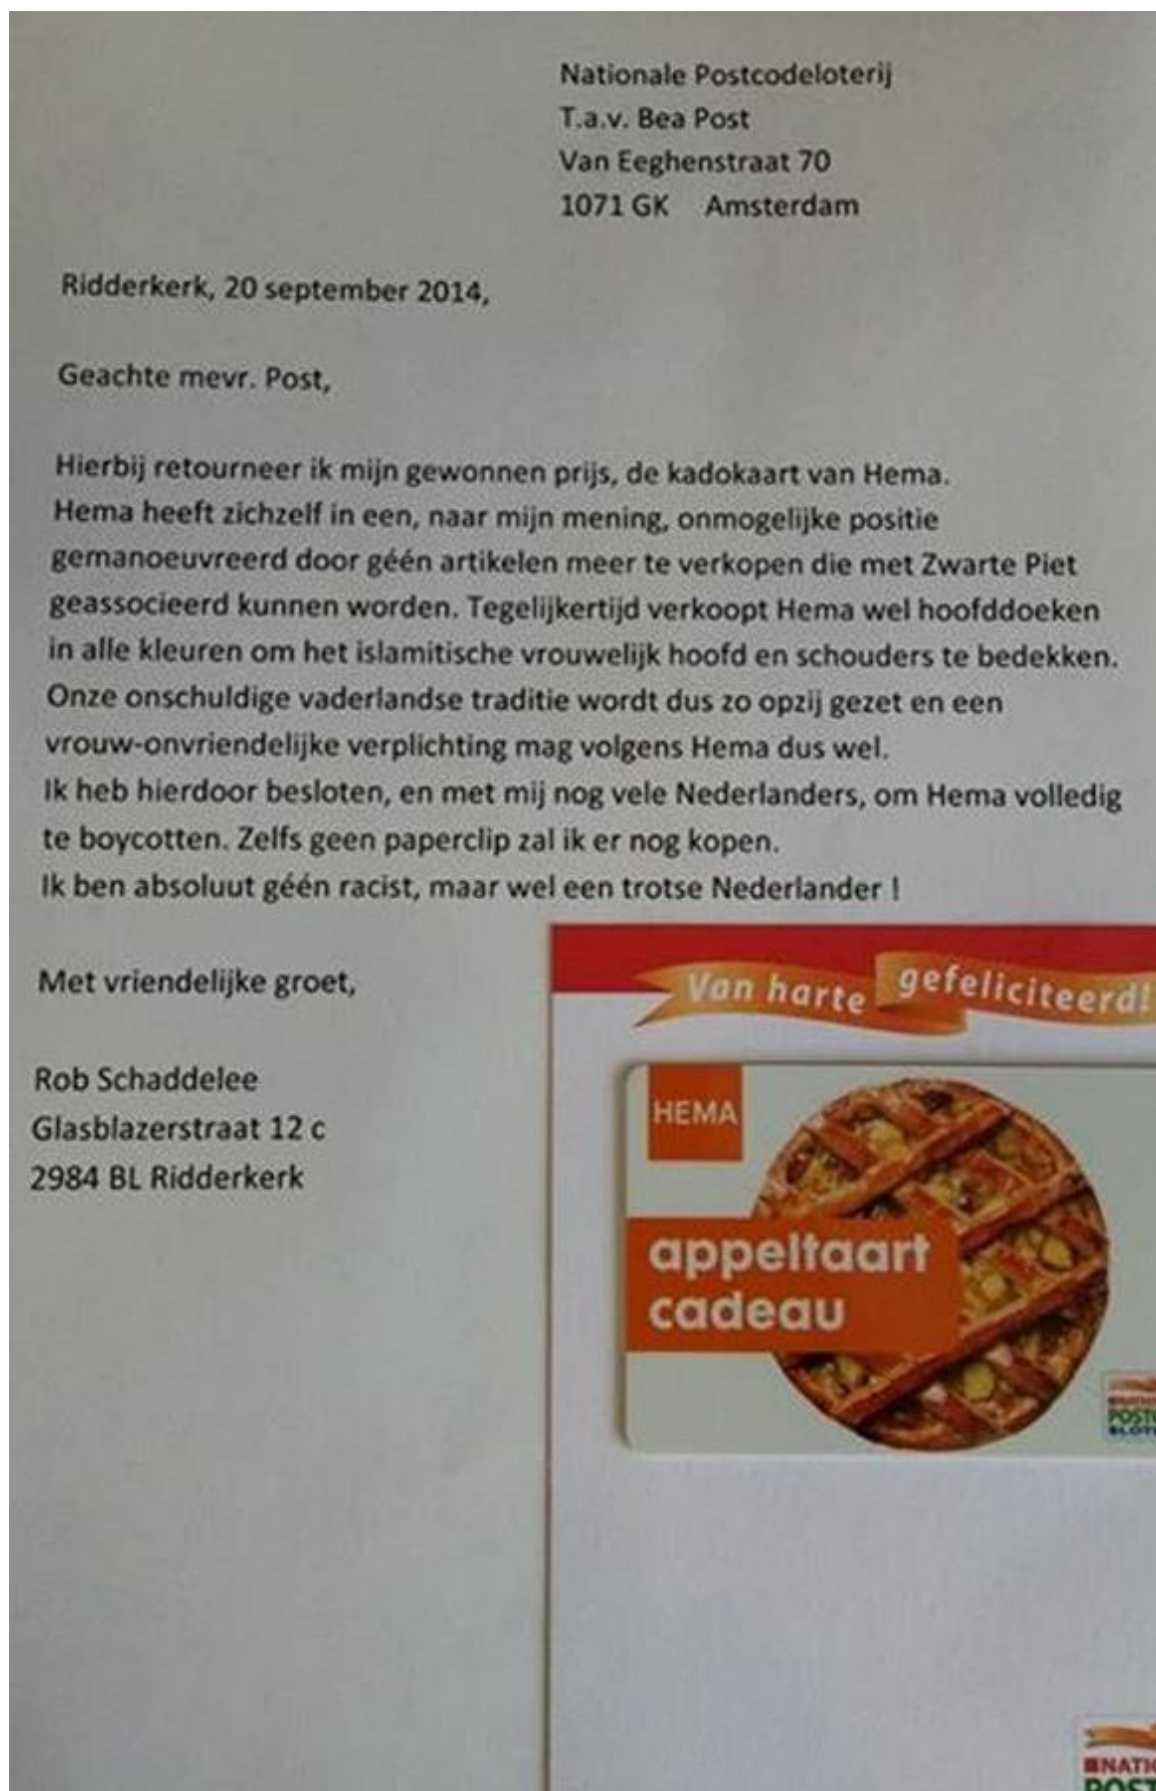 Nationale Postcodeloterij
T.a.v. Bea Post
Van Eeghenstraat 70
1071 GK Amsterdam
Ridderkerk, 20 september 2014,
Geachte mevr. Post,
Hierbij retourneer ik mijn gewonnen prijs, de kadokaart van Hema.
Hema heeft zichzelf in een, naar mijn mening, onmogelijke positie
gemanoeuvreerd door géén artikelen meer te verkopen die met Zwarte Piet
geassocieerd kunnen worden. Tegelijkertijd verkoopt Hema wel hoofddoeken
in alle kleuren om het islamitische vrouwelijk hoofd en schouders te bedekken.
Onze onschuldige vaderlandse traditie wordt dus zo opzij gezet en een
vrouw-onvriendelijke verplichting mag volgens Hema dus wel.
Ik heb hierdoor besloten, en met mij nog vele Nederlanders, om Hema volledig
te boycotten. Zelfs geen paperclip zal ik er nog kopen.
Ik ben absoluut géén racist, maar wel een trotse Nederlander !
Met vriendelijke groet,
Rob Schaddelee
Glasblazerstraat 12 c
2984 BL Ridderkerk
Van harte gefeliciteerd!
HEMA
appeltaart
cadeau